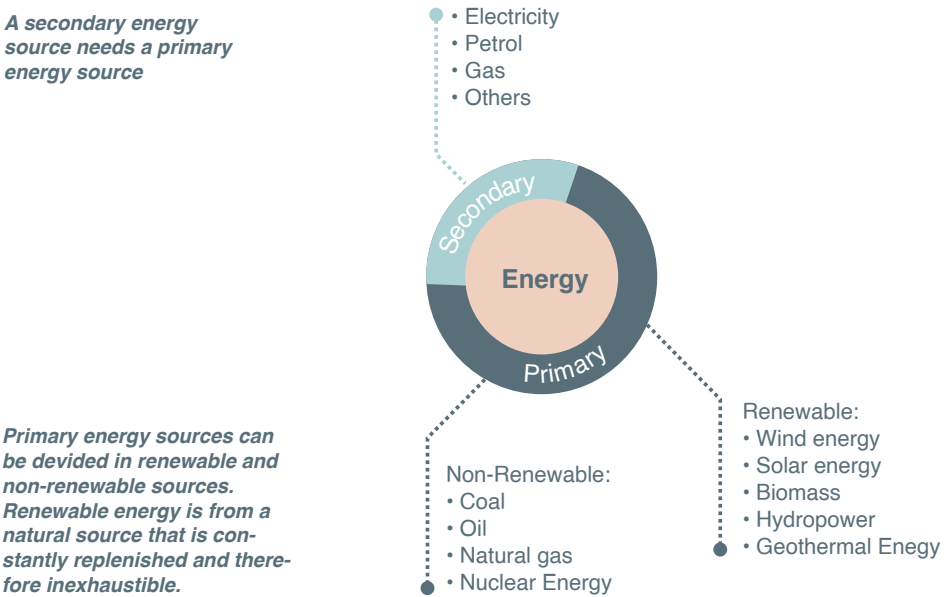 A secondary energy
source needs a primary
energy source
• Electricity
• Petrol
• Gas
• Others
Secondary
Energy
Primary
Primary energy sources can
be devided in renewable and
non-renewable sources.
Renewable energy is from a
natural source that is con-
stantly replenished and there-
fore inexhaustible.
Non-Renewable:
• Coal
• Oil
• Natural gas
• Nuclear Energy
Renewable:
• Wind energy
• Solar energy
• Biomass
• Hydropower
• Geothermal Enegy